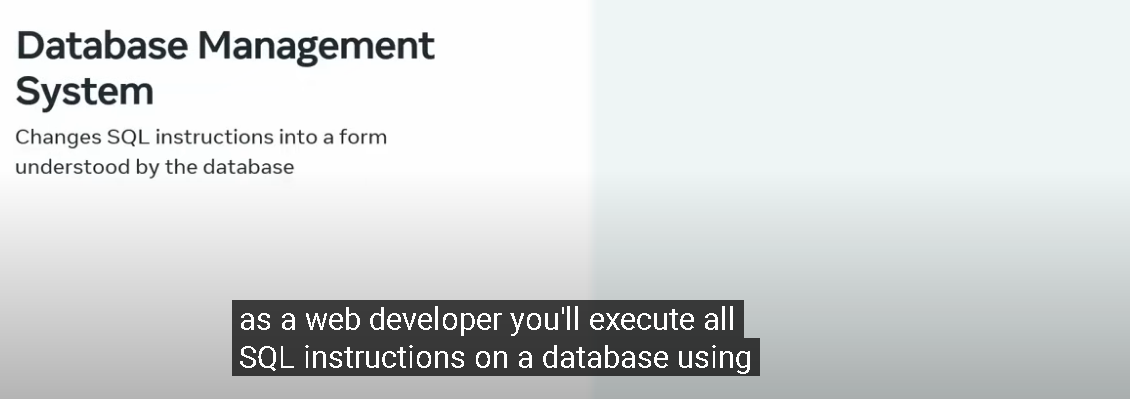 Database Management
System
Changes SQL instructions into a form
understood by the database
as a web developer you'll execute all
SQL instructions on a database using